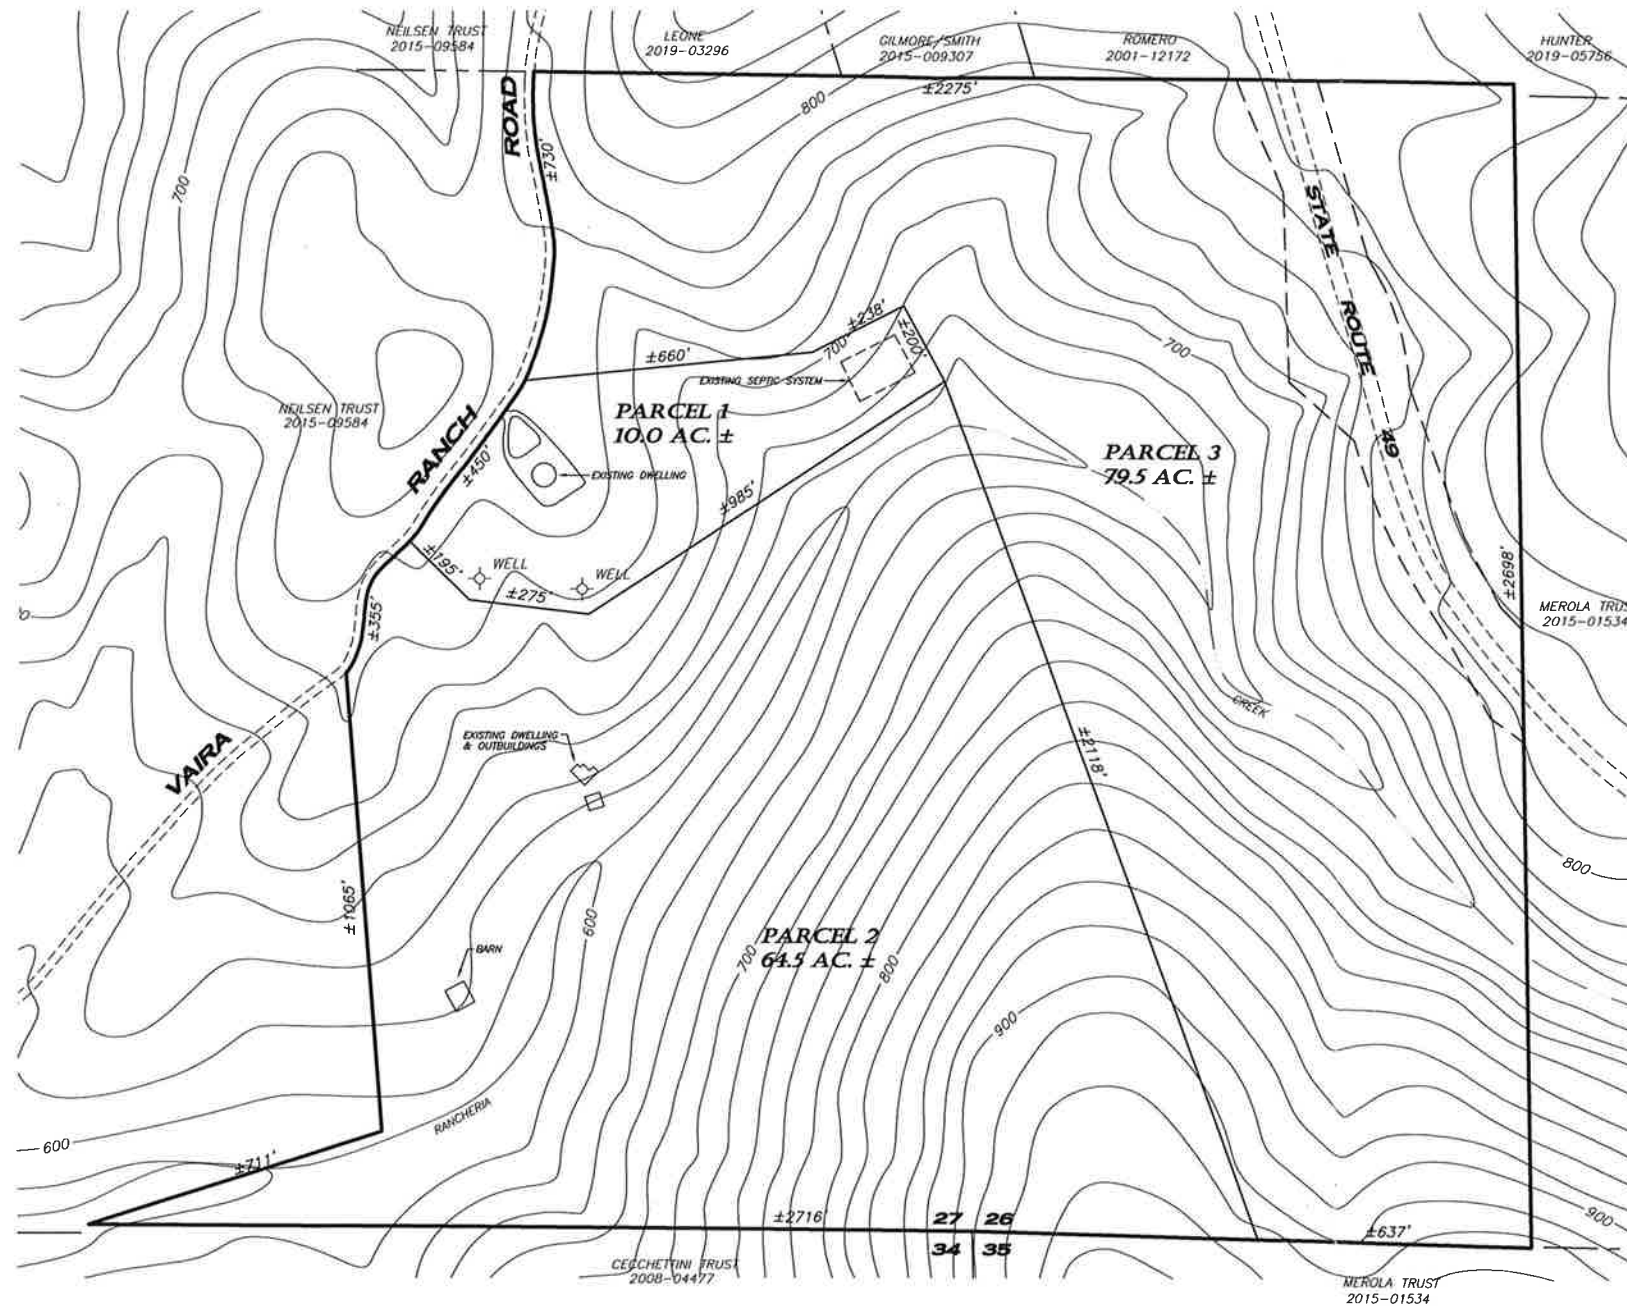 NEILSEN TRUST
2015-09584
LEONE
2019-03296
GILMORE/SMITH
2015-009307
ROMERO
2001-12172
HUNTER
2019-05756
800
±2275'
ROAD
±730'
700
STATE
ROUTE
49
±238'
700
±200'
±660'
EXISTING SEPTIC SYSTEM
700
NEILSEN TRUST
2015-09584
PARCEL 1
10.0 AC. ±
RANCH
±450'
EXISTING DWELLING
PARCEL 3
79.5 AC. ±
±985'
±195'
WELL
WELL
±275'
±355'
±2698'
MEROLA TRUS
2015-01534
CREEK
VAIRA
EXISTING DWELLING
& OUTBUILDINGS
±2118'
800
±1065'
600
BARN
PARCEL 2
64.5 AC. ±
700
800
900
RANCHERIA
600
±711'
±2716'
27 26
34 35
±637'
900
CECCHETTINI TRUST
2008-04477
MEROLA TRUST
2015-01534